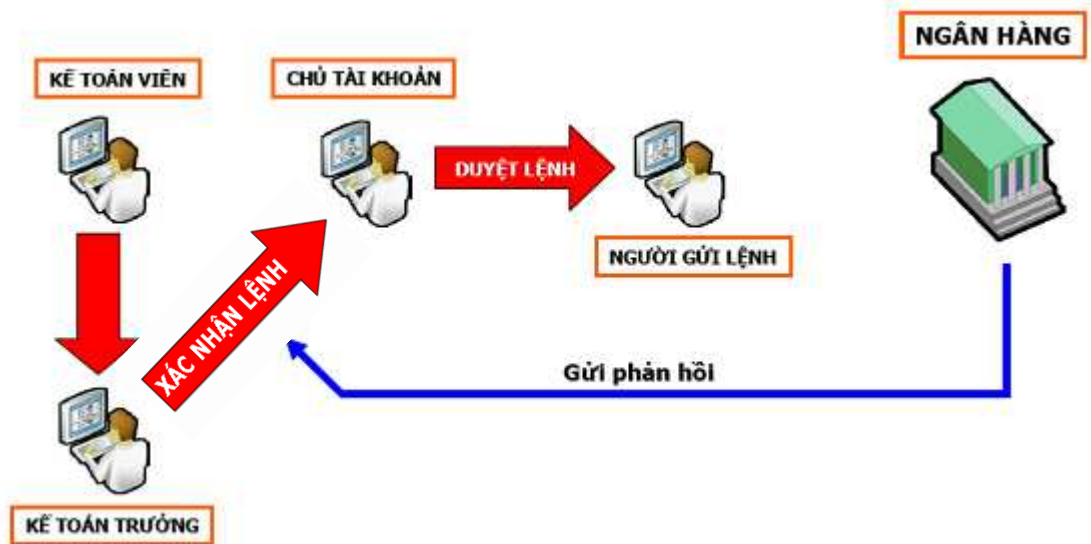 NGÂN HÀNG
KẾ TOÁN VIÊN
CHỦ TÀI KHOẢN
DUYỆT LỆNH
NGƯỜI GỬI LỆNH
XÁC NHẬN LỆNH
Gửi phản hồi
KẾ TOÁN TRƯỞNG